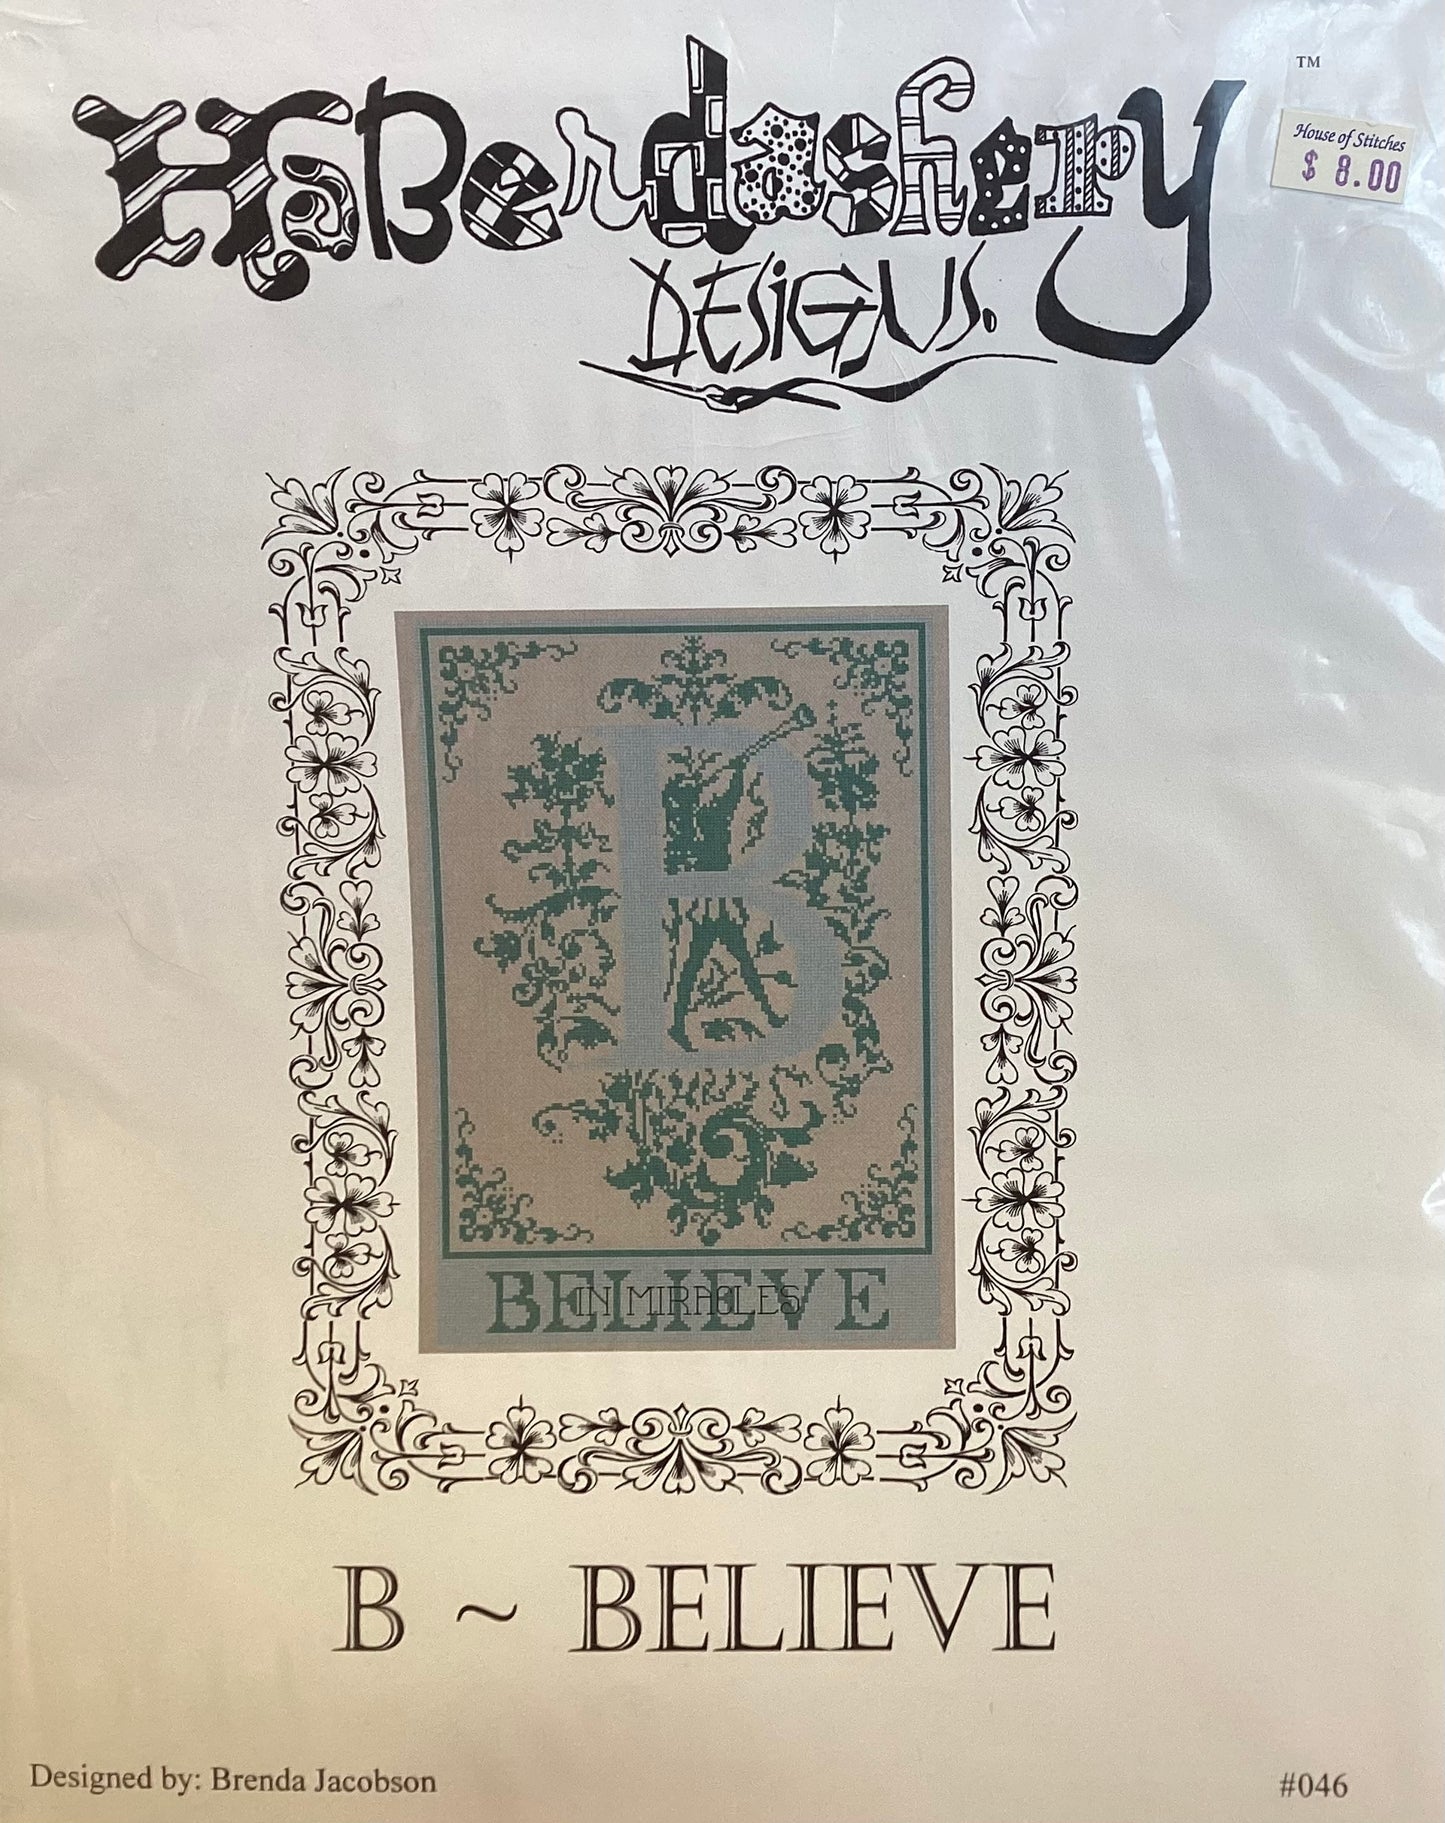 HaBerdashery
TM
House of Stitches
$ 8.00
DESiGNS.
B
BELIEVE
IN MIRACLES
B ~ BELIEVE
Designed by: Brenda Jacobson
#046